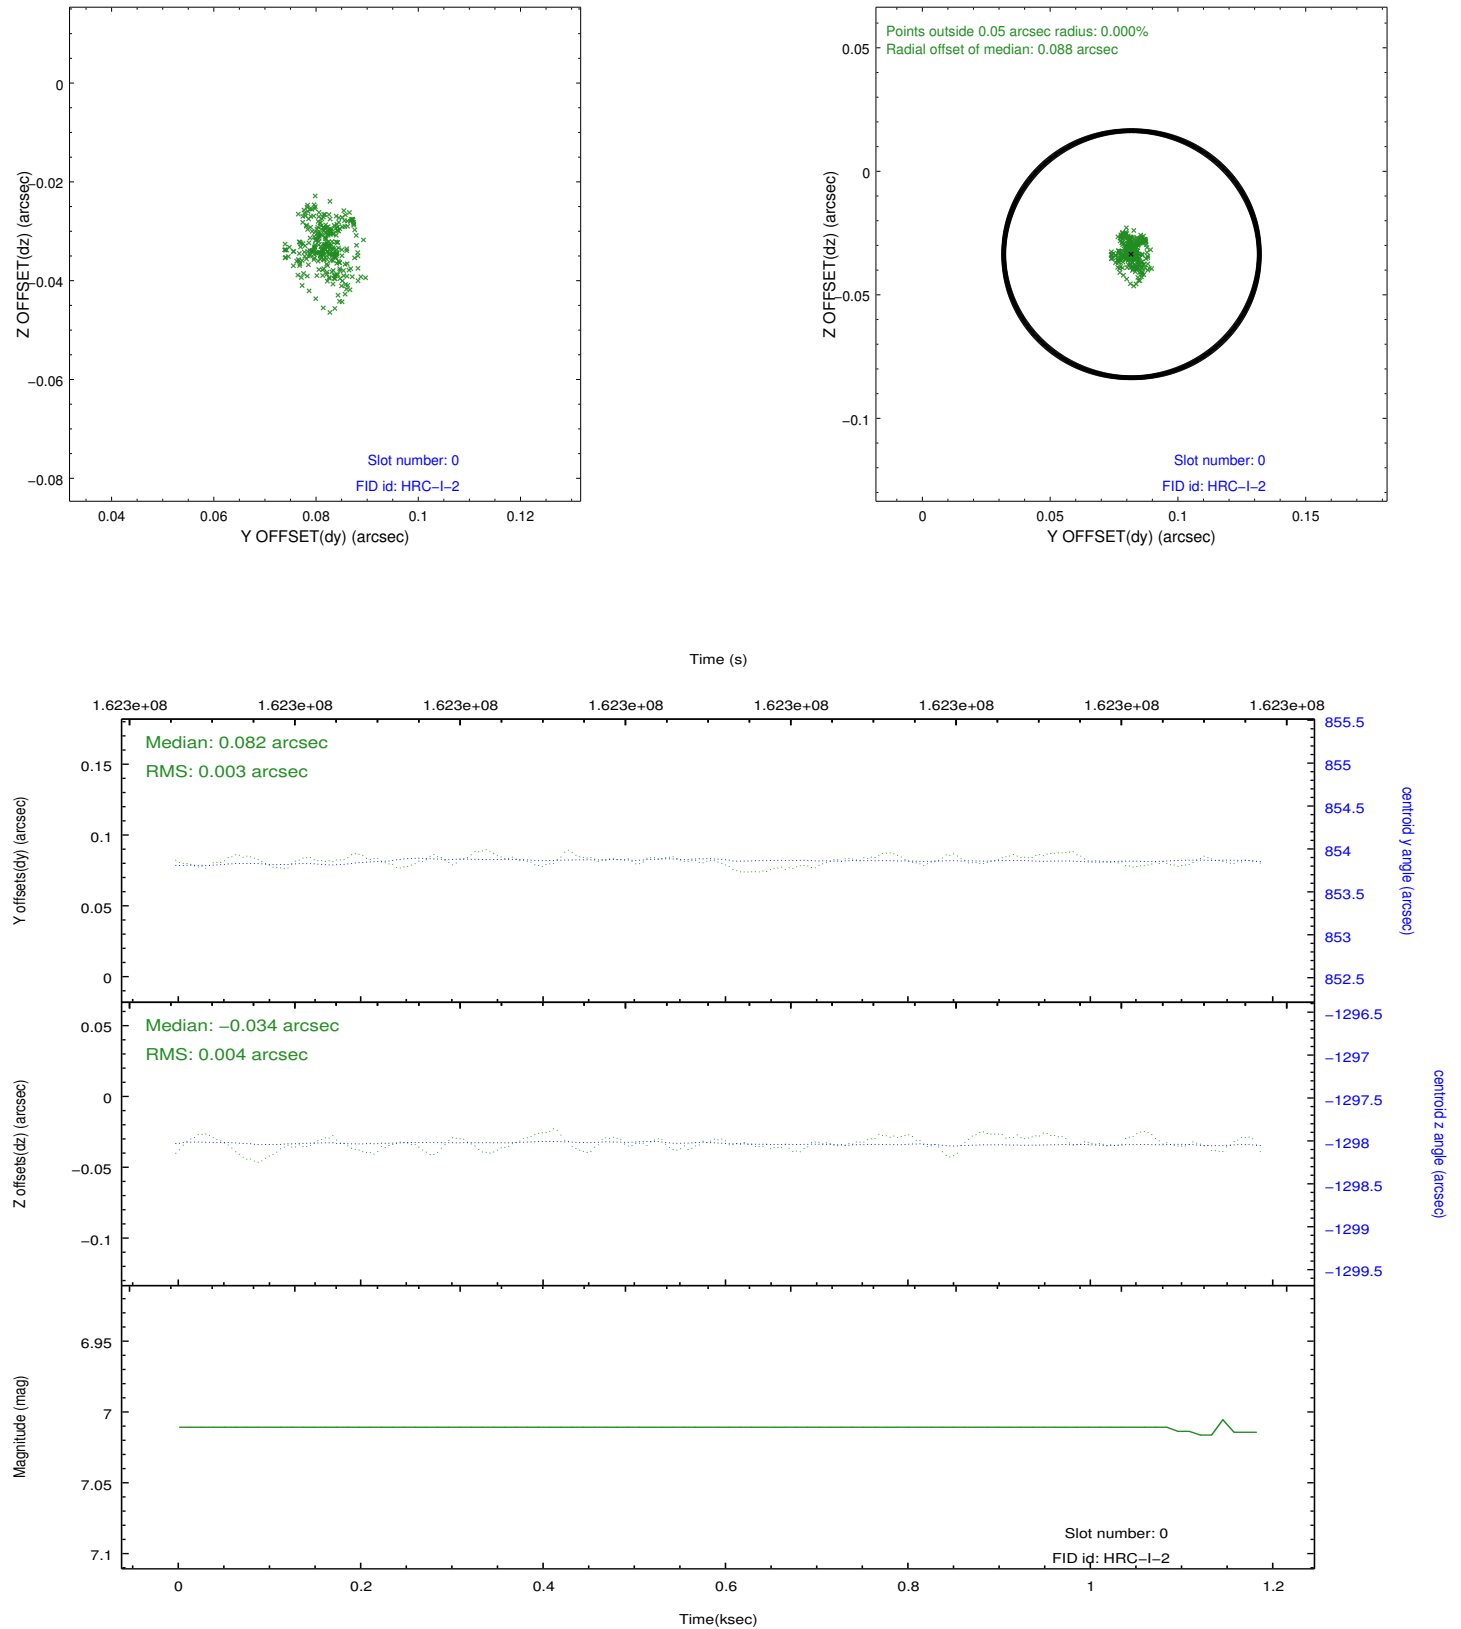 0
−0.02
−0.04
−0.06
−0.08
Z OFFSET(dz) (arcsec)
Slot number: 0
FID id: HRC−I−2
0.04 0.06 0.08 0.1 0.12
Y OFFSET(dy) (arcsec)
Points outside 0.05 arcsec radius: 0.000%
Radial offset of median: 0.088 arcsec
0.05
0
−0.05
−0.1
Z OFFSET(dz) (arcsec)
Slot number: 0
FID id: HRC−I−2
0 0.05 0.1 0.15
Y OFFSET(dy) (arcsec)
Time (s)
1.623e+08 1.623e+08 1.623e+08 1.623e+08 1.623e+08 1.623e+08 1.623e+08 1.623e+08
Median: 0.082 arcsec
RMS: 0.003 arcsec
0.15
0.1
0.05
0
Y offsets(dy) (arcsec)
855.5
855
854.5
854
853.5
853
852.5
centroid y angle (arcsec)
Median: −0.034 arcsec
RMS: 0.004 arcsec
0.05
0
−0.05
−0.1
Z offsets(dz) (arcsec)
−1296.5
−1297
−1297.5
−1298
−1298.5
−1299
−1299.5
centroid z angle (arcsec)
6.95
7
7.05
7.1
Magnitude (mag)
Slot number: 0
FID id: HRC−I−2
0 0.2 0.4 0.6 0.8 1 1.2
Time(ksec)